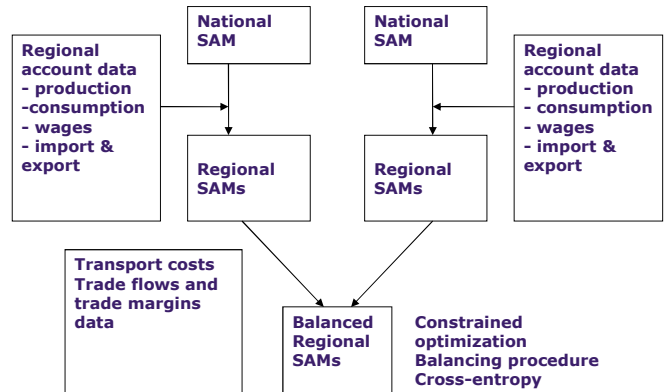 National
SAM
National
SAM
Regional
account data
- production
-consumption
- wages
- import &
export
Regional
account data
- production
- consumption
- wages
- import &
export
Regional
SAMs
Regional
SAMs
Transport costs
Trade flows and
trade margins
data
Balanced
Regional
SAMs
Constrained
optimization
Balancing procedure
Cross-entropy